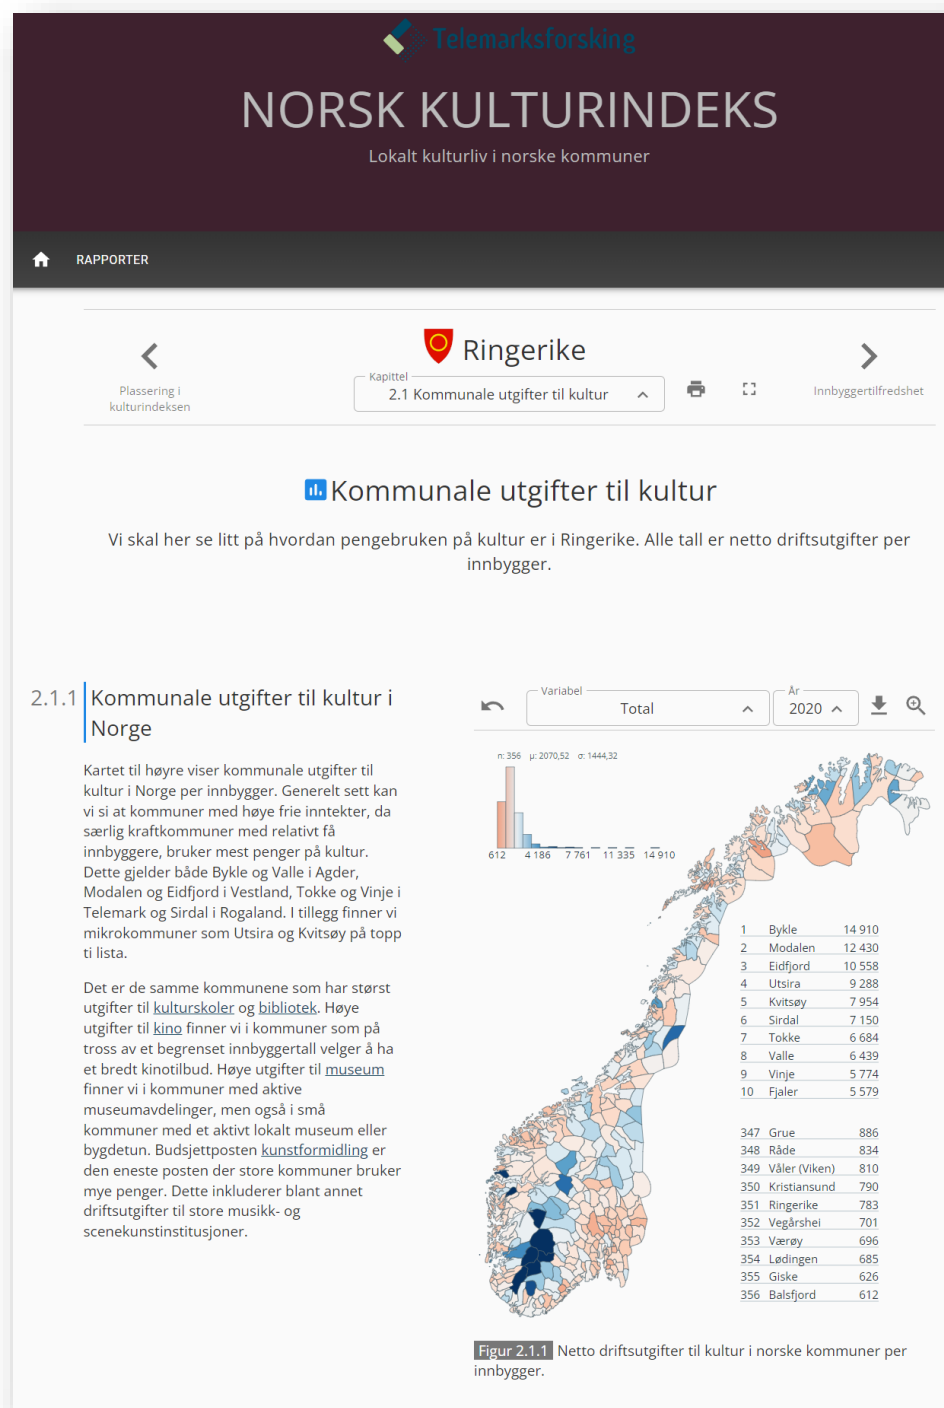 Telemarksforsking
NORSK KULTURINDEKS
Lokalt kulturliv i norske kommuner
RAPPORTER
Plassering i
kulturindeksen
Ringerike
Kapittel
2.1 Kommunale utgifter til kultur
Innbyggertilfredshet
Kommunale utgifter til kultur
Vi skal her se litt på hvordan pengebruken på kultur er i Ringerike. Alle tall er netto driftsutgifter per
innbygger.
2.1.1 Kommunale utgifter til kultur i
Norge
Kartet til høyre viser kommunale utgifter til
kultur i Norge per innbygger. Generelt sett kan
vi si at kommuner med høye frie inntekter, da
særlig kraftkommuner med relativt få
innbyggere, bruker mest penger på kultur.
Dette gjelder både Bykle og Valle i Agder,
Modalen og Eidfjord i Vestland, Tokke og Vinje i
Telemark og Sirdal i Rogaland. I tillegg finner vi
mikrokommuner som Utsira og Kvitsøy på topp
ti lista.
Det er de samme kommunene som har størst
utgifter til kulturskoler og bibliotek. Høye
utgifter til kino finner vi i kommuner som på
tross av et begrenset innbyggertall velger å ha
et bredt kinotilbud. Høye utgifter til museum
finner vi i kommuner med aktive
museumavdelinger, men også i små
kommuner med et aktivt lokalt museum eller
bygdetun. Budsjettposten kunstformidling er
den eneste posten der store kommuner bruker
mye penger. Dette inkluderer blant annet
driftsutgifter til store musikk- og
scenekunstinstitusjoner.
Variabel
Total
År
2020
n: 356 μ: 2070,52 σ: 1444,32
612 4 186 7 761 11 335 14 910
1 Bykle 14 910
2 Modalen 12 430
3 Eidfjord 10 558
4 Utsira 9 288
5 Kvitsøy 7 954
6 Sirdal 7 150
7 Tokke 6 684
8 Valle 6 439
9 Vinje 5 774
10 Fjaler 5 579
347 Grue 886
348 Råde 834
349 Våler (Viken) 810
350 Kristiansund 790
351 Ringerike 783
352 Vegårshei 701
353 Værøy 696
354 Lødingen 685
355 Giske 626
356 Balsfjord 612
Figur 2.1.1 Netto driftsutgifter til kultur i norske kommuner per
innbygger.